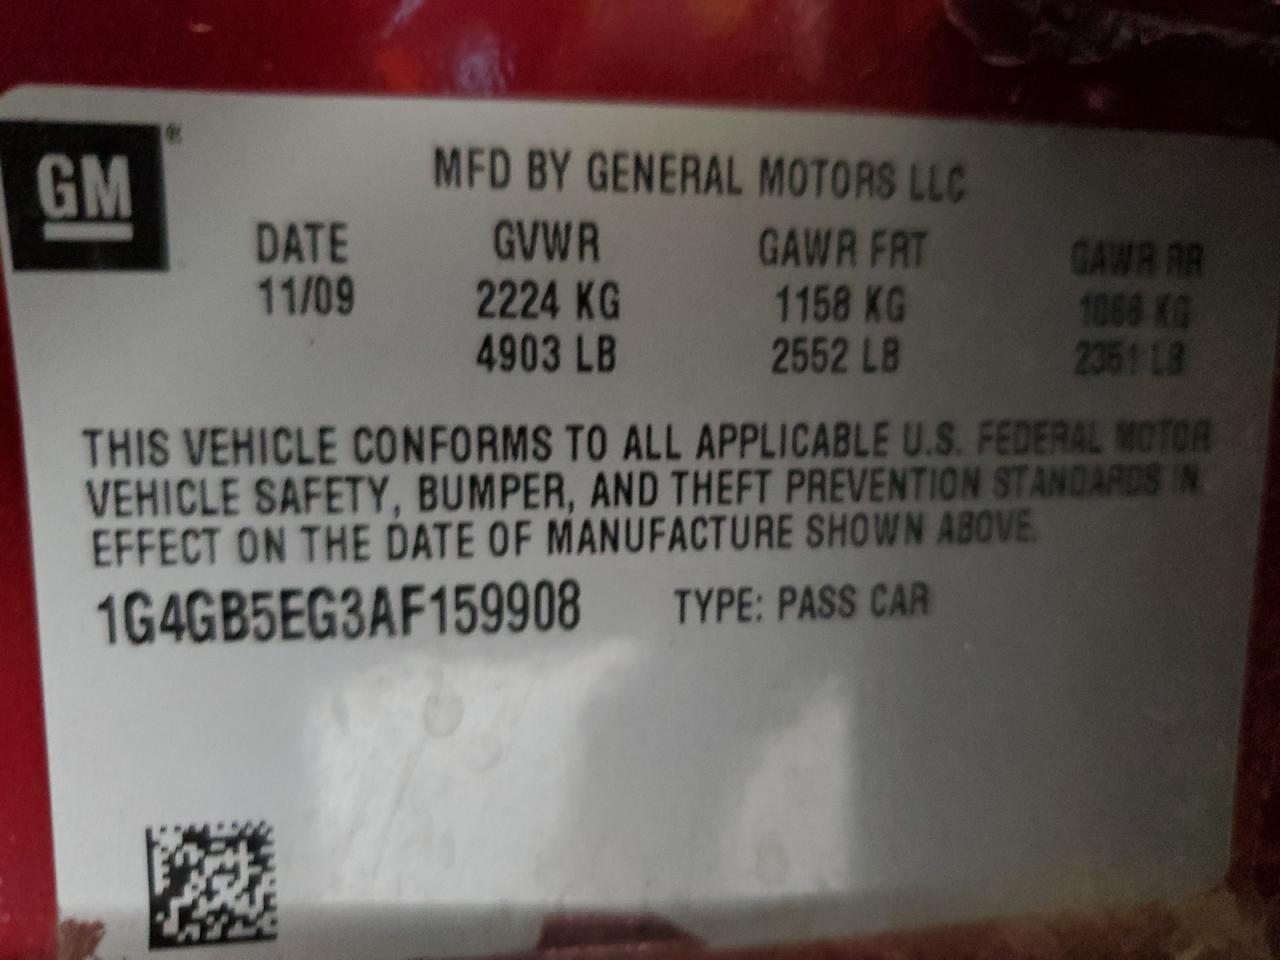 GM®
MFD BY GENERAL MOTORS LLC
DATE GVWR GAWR FRT GAWR RR
11/09 2224 KG 1158 KG 1066 KG
4903 LB 2552 LB 2351 LB
THIS VEHICLE CONFORMS TO ALL APPLICABLE U.S. FEDERAL MOTOR
VEHICLE SAFETY, BUMPER, AND THEFT PREVENTION STANDARDS IN
EFFECT ON THE DATE OF MANUFACTURE SHOWN ABOVE.
1G4GB5EG3AF159908 TYPE: PASS CAR